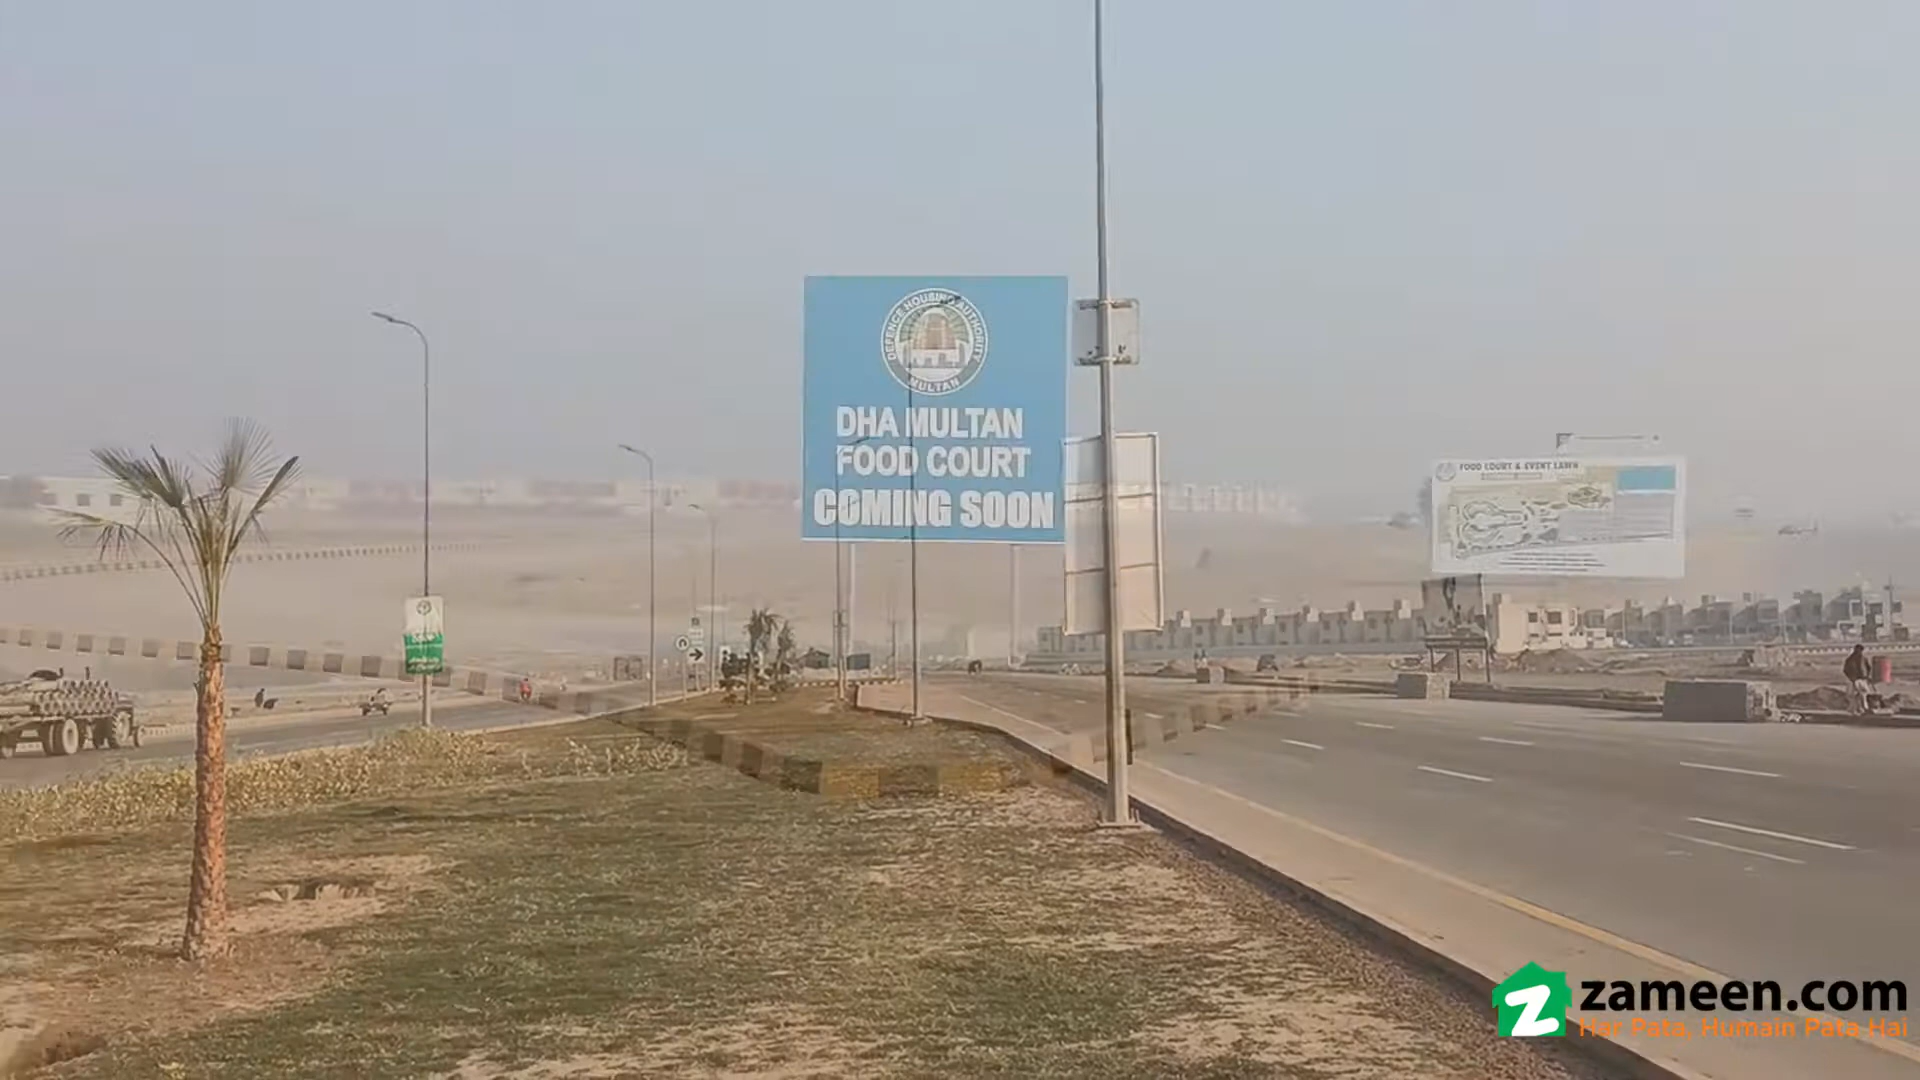 DEFENCE HOUSING AUTHORITY
MULTAN
DHA MULTAN
FOOD COURT
COMING SOON
FOOD COURT & EVENT LAWN
zameen.com
Har Pata, Humain Pata Hai